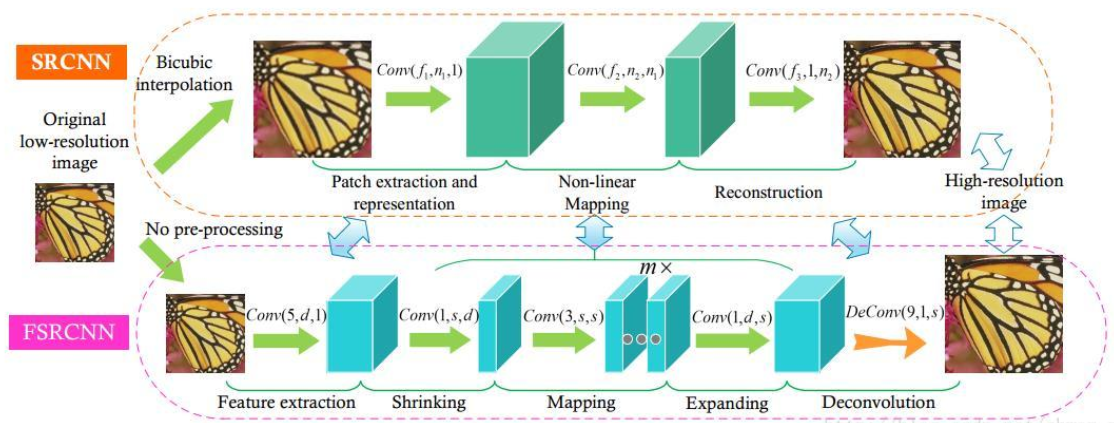 SRCNN
Bicubic
interpolation
Original
low-resolution
image
Conv(f₁,n₁,1)
Conv(f₂,n₂,n₁)
Conv(f₃,1,n₂)
Patch extraction and
representation
Non-linear
Mapping
Reconstruction
High-resolution
image
No pre-processing
FSRCNN
m×
Conv(5,d,1)
Conv(1,s,d)
Conv(3,s,s)
Conv(1,d,s)
DeConv(9,1,s)
Feature extraction
Shrinking
Mapping
Expanding
Deconvolution